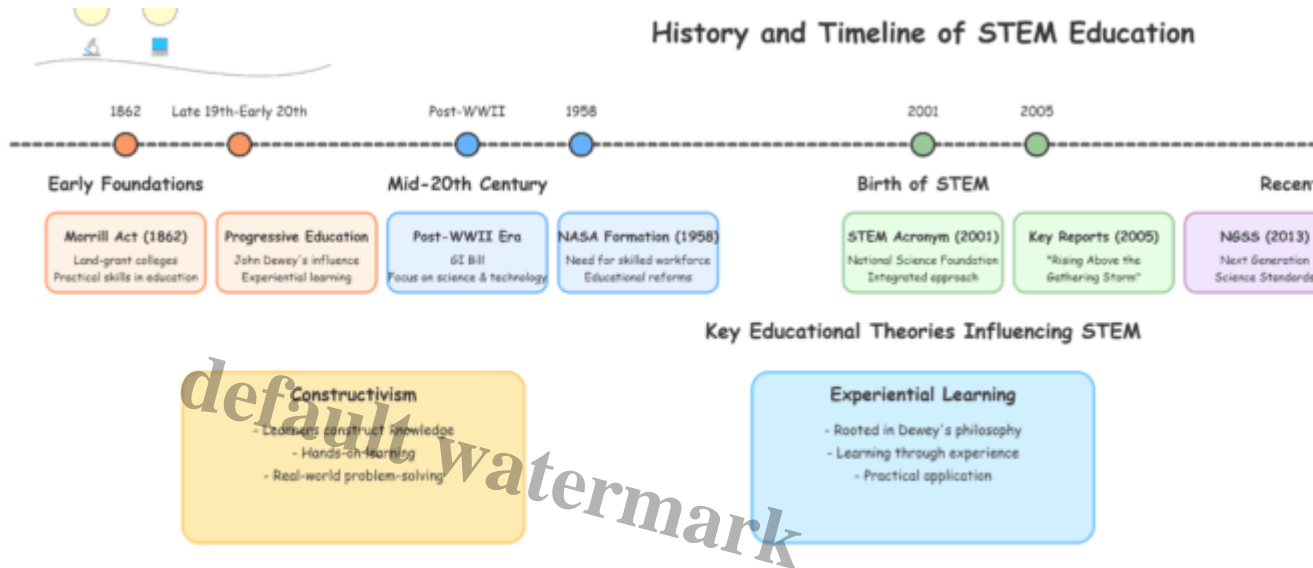 History and Timeline of STEM Education
1862
Late 19th-Early 20th
Post-WWII
1958
2001
2005
Early Foundations
Mid-20th Century
Birth of STEM
Recent
Morrill Act (1862)
Land-grant colleges
Practical skills in education
Progressive Education
John Dewey's influence
Experiential learning
Post-WWII Era
GI Bill
Focus on science & technology
NASA Formation (1958)
Need for skilled workforce
Educational reforms
STEM Acronym (2001)
National Science Foundation
Integrated approach
Key Reports (2005)
"Rising Above the
Gathering Storm"
NGSS (2013)
Next Generation
Science Standards
Key Educational Theories Influencing STEM
Constructivism
- Learners construct knowledge
- Hands-on learning
- Real-world problem-solving
Experiential Learning
- Rooted in Dewey's philosophy
- Learning through experience
- Practical application
default watermark